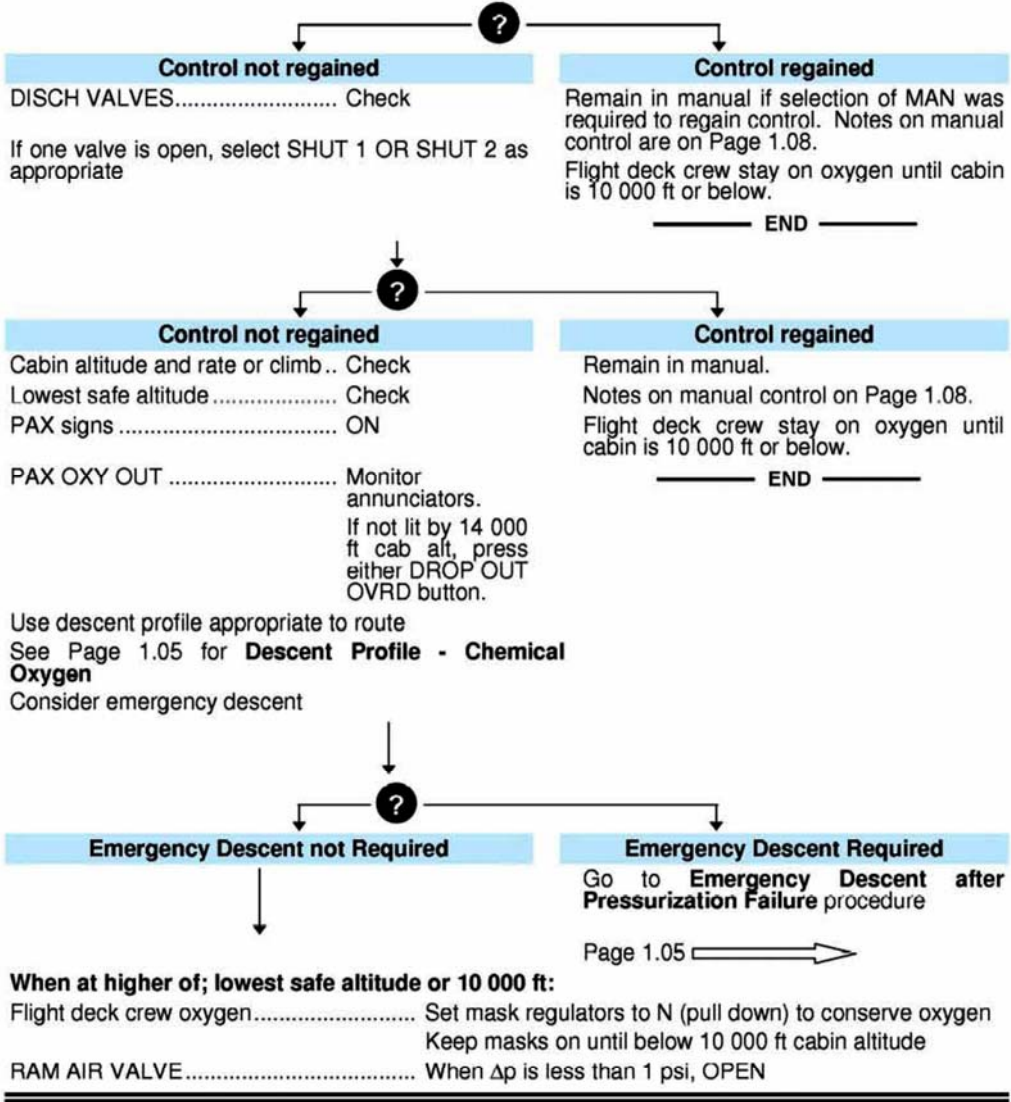 ?
Control not regained
DISCH VALVES........................... Check
If one valve is open, select SHUT 1 OR SHUT 2 as
appropriate
Control regained
Remain in manual if selection of MAN was
required to regain control. Notes on manual
control are on Page 1.08.
Flight deck crew stay on oxygen until cabin
is 10 000 ft or below.
END
?
Control not regained
Cabin altitude and rate or climb.. Check
Lowest safe altitude .................... Check
PAX signs ................................... ON
PAX OXY OUT ........................... Monitor
annunciators.
If not lit by 14 000
ft cab alt, press
either DROP OUT
OVRD button.
Use descent profile appropriate to route
See Page 1.05 for Descent Profile - Chemical
Oxygen
Consider emergency descent
Control regained
Remain in manual.
Notes on manual control on Page 1.08.
Flight deck crew stay on oxygen until
cabin is 10 000 ft or below.
END
?
Emergency Descent not Required
Emergency Descent Required
Go to Emergency Descent after
Pressurization Failure procedure
Page 1.05
When at higher of; lowest safe altitude or 10 000 ft:
Flight deck crew oxygen.......................... Set mask regulators to N (pull down) to conserve oxygen
Keep masks on until below 10 000 ft cabin altitude
RAM AIR VALVE..................................... When Δp is less than 1 psi, OPEN